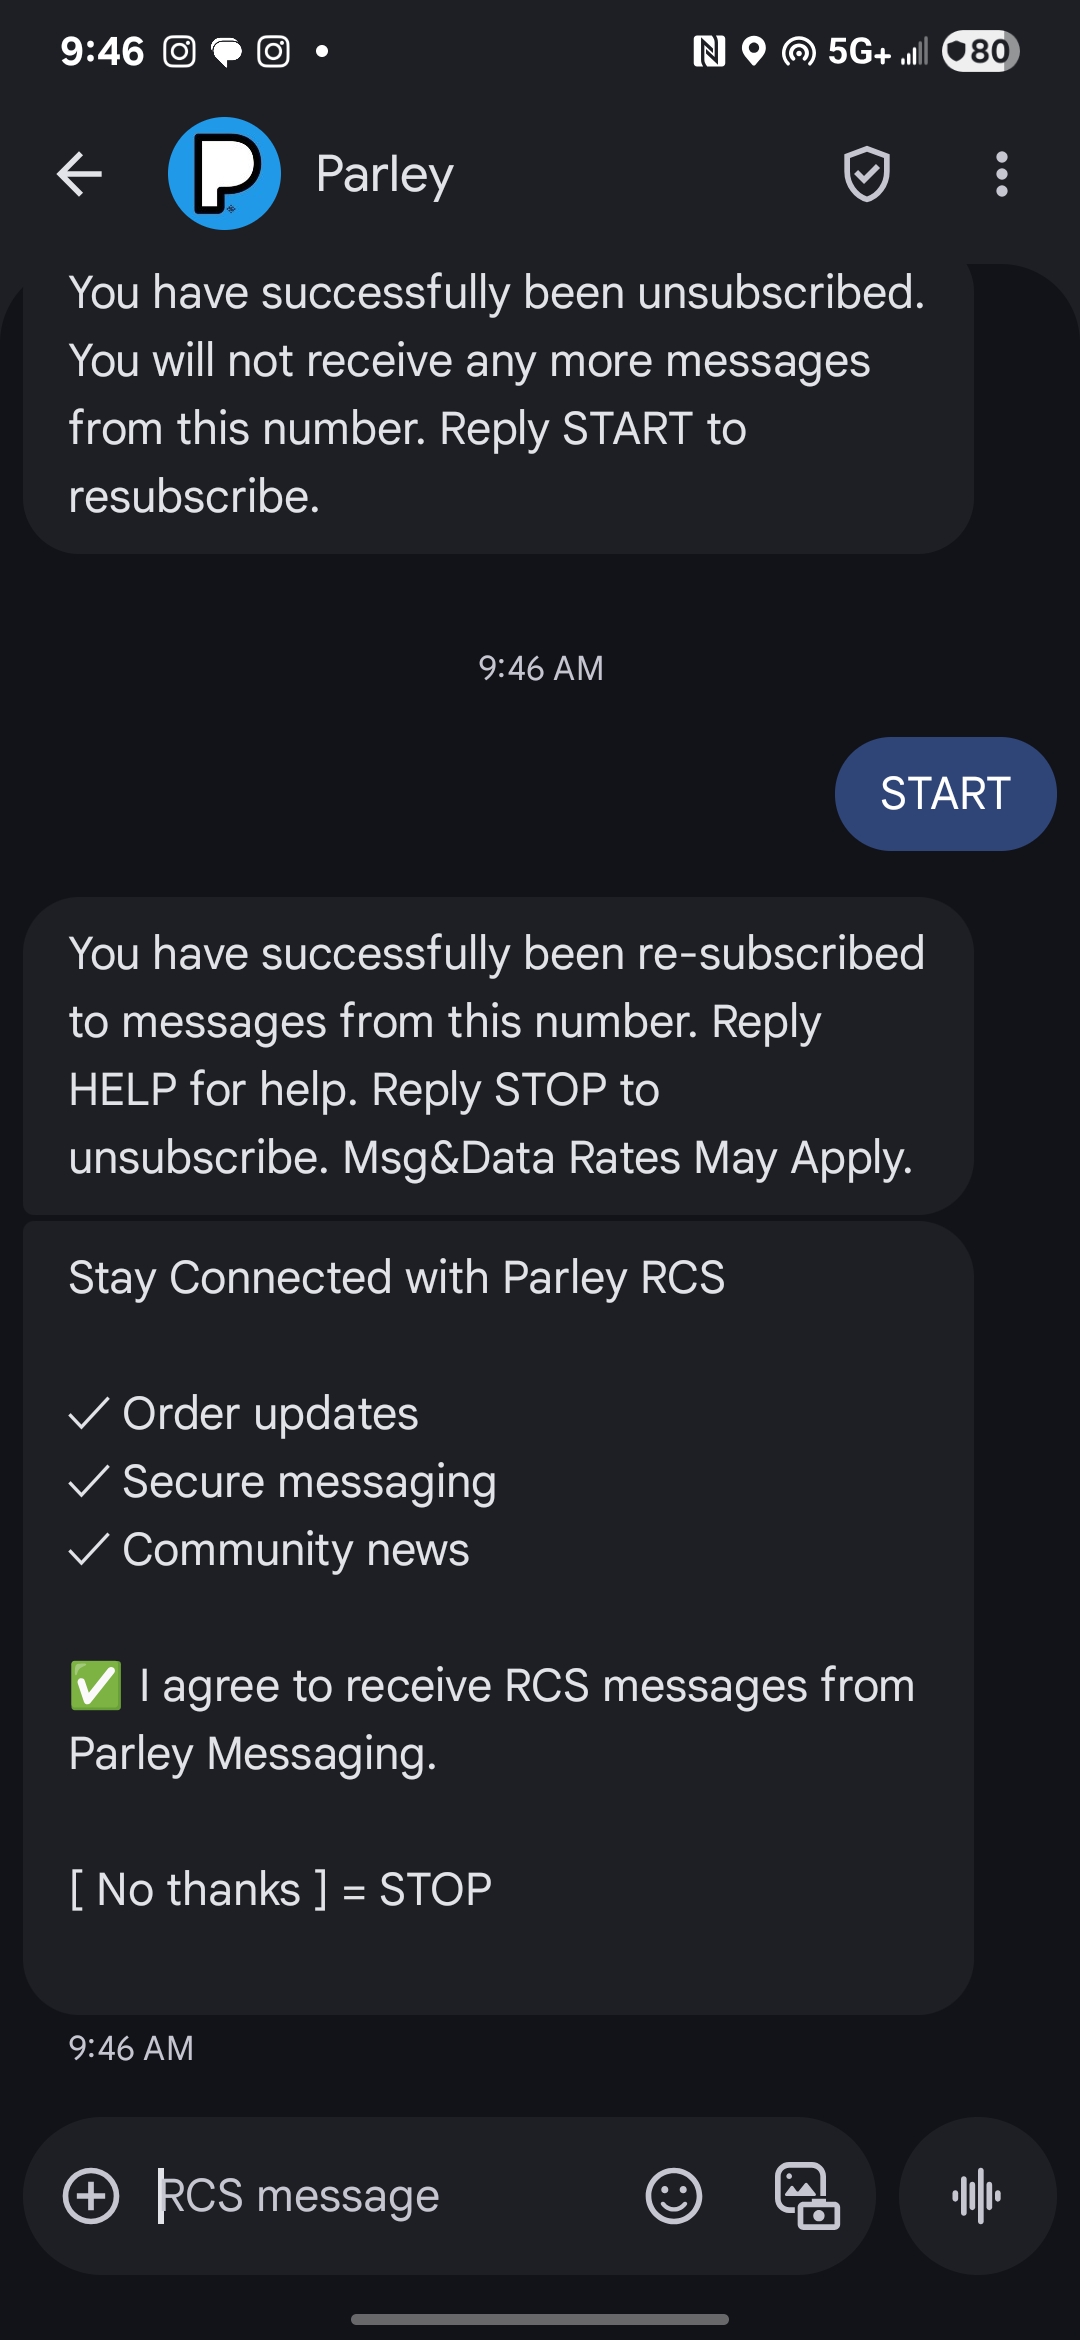 9:46
5G+
80
P
Parley
You have successfully been unsubscribed.
You will not receive any more messages
from this number. Reply START to
resubscribe.
9:46 AM
START
You have successfully been re-subscribed
to messages from this number. Reply
HELP for help. Reply STOP to
unsubscribe. Msg&Data Rates May Apply.
Stay Connected with Parley RCS
✓ Order updates
✓ Secure messaging
✓ Community news
✅ I agree to receive RCS messages from
Parley Messaging.
[ No thanks ] = STOP
9:46 AM
RCS message